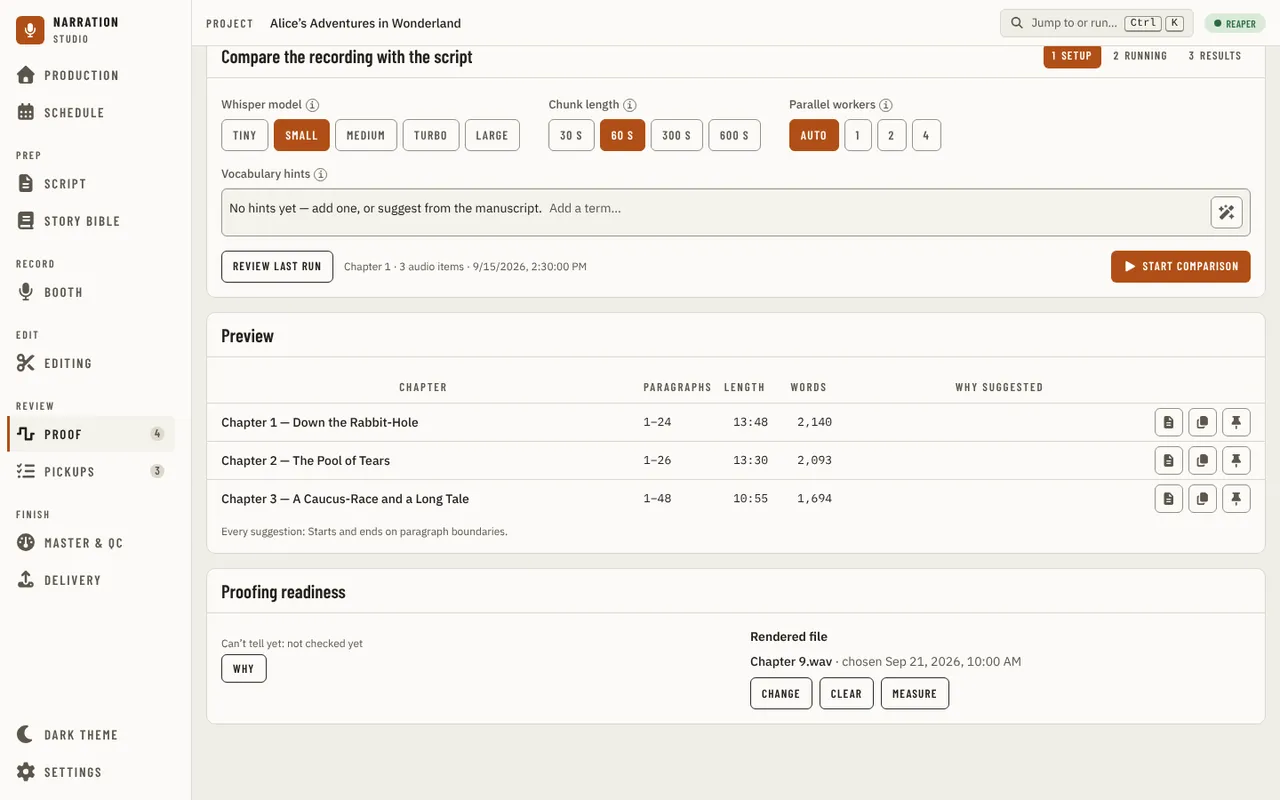 NARRATION
STUDIO
PRODUCTION
SCHEDULE
PREP
SCRIPT
STORY BIBLE
RECORD
BOOTH
EDIT
EDITING
REVIEW
PROOF 4
PICKUPS 3
FINISH
MASTER & QC
DELIVERY
DARK THEME
SETTINGS
PROJECT Alice's Adventures in Wonderland
Jump to or run... Ctrl K
REAPER
Compare the recording with the script
1 SETUP 2 RUNNING 3 RESULTS
Whisper model Chunk length Parallel workers
TINY SMALL MEDIUM TURBO LARGE 30 S 60 S 300 S 600 S AUTO 1 2 4
Vocabulary hints
No hints yet — add one, or suggest from the manuscript. Add a term...
REVIEW LAST RUN Chapter 1 · 3 audio items · 9/15/2026, 2:30:00 PM START COMPARISON
Preview
CHAPTER PARAGRAPHS LENGTH WORDS WHY SUGGESTED
Chapter 1 — Down the Rabbit-Hole 1–24 13:48 2,140
Chapter 2 — The Pool of Tears 1–26 13:30 2,093
Chapter 3 — A Caucus-Race and a Long Tale 1–48 10:55 1,694
Every suggestion: Starts and ends on paragraph boundaries.
Proofing readiness
Can't tell yet: not checked yet
WHY
Rendered file
Chapter 9.wav · chosen Sep 21, 2026, 10:00 AM
CHANGE CLEAR MEASURE